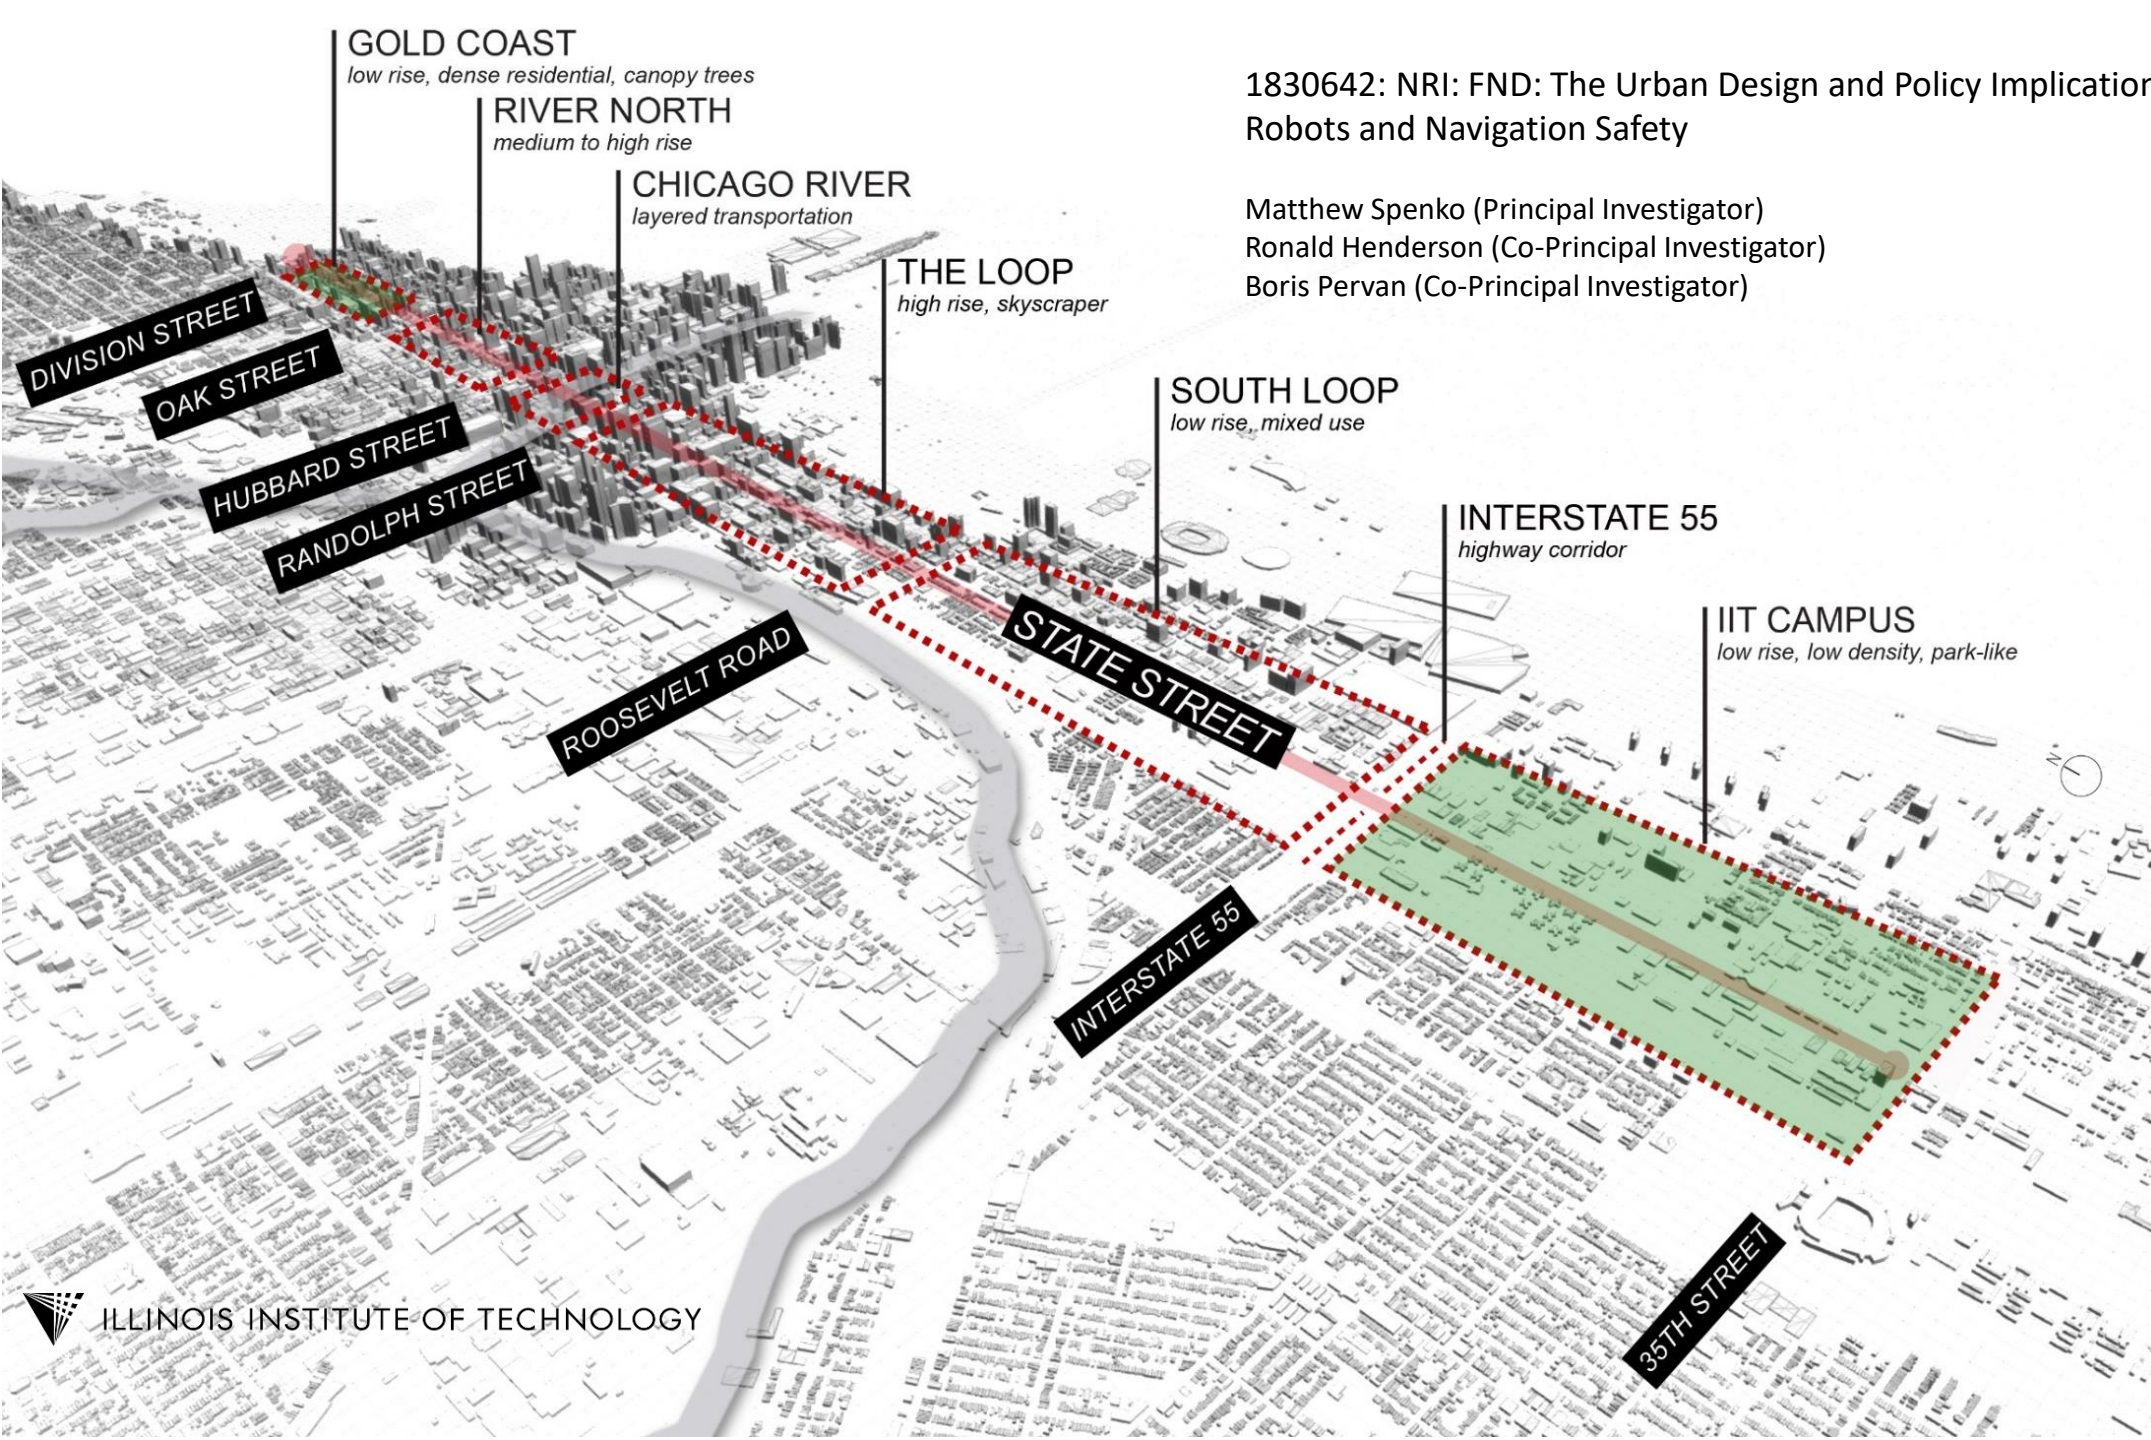 GOLD COAST
low rise, dense residential, canopy trees
RIVER NORTH
medium to high rise
CHICAGO RIVER
layered transportation
THE LOOP
high rise, skyscraper
1830642: NRI: FND: The Urban Design and Policy Implication
Robots and Navigation Safety
Matthew Spenko (Principal Investigator)
Ronald Henderson (Co-Principal Investigator)
Boris Pervan (Co-Principal Investigator)
SOUTH LOOP
low rise, mixed use
INTERSTATE 55
highway corridor
IIT CAMPUS
low rise, low density, park-like
DIVISION STREET
OAK STREET
HUBBARD STREET
RANDOLPH STREET
ROOSEVELT ROAD
STATE STREET
INTERSTATE 55
35TH STREET
N
ILLINOIS INSTITUTE OF TECHNOLOGY